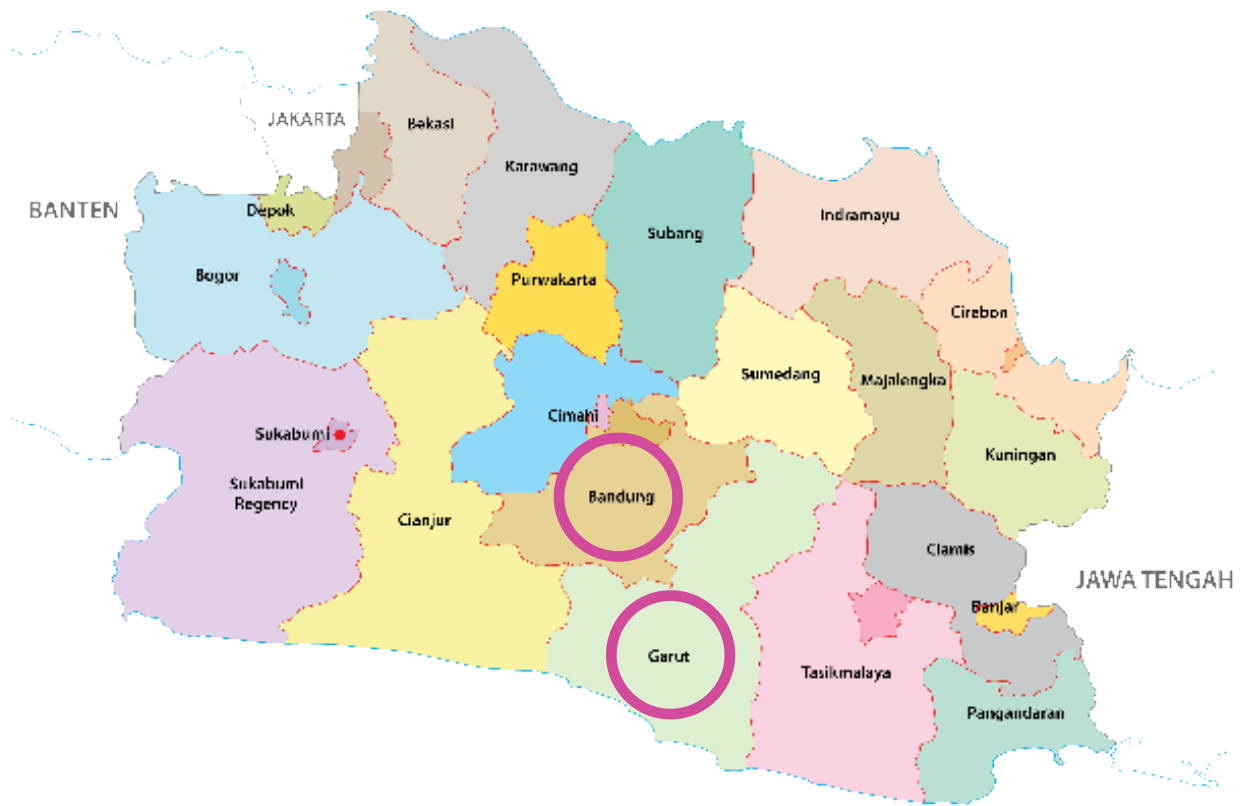 JAKARTA
Bekasi
Karawang
BANTEN
Depok
Subang
Indramayu
Bogor
Purwakarta
Cirebon
Sumedang
Majalengka
Cimahi
Sukabumi
Kuningan
Sukabumi
Regency
Bandung
Cianjur
Ciamis
JAWA TENGAH
Banjar
Garut
Tasikmalaya
Pangandaran